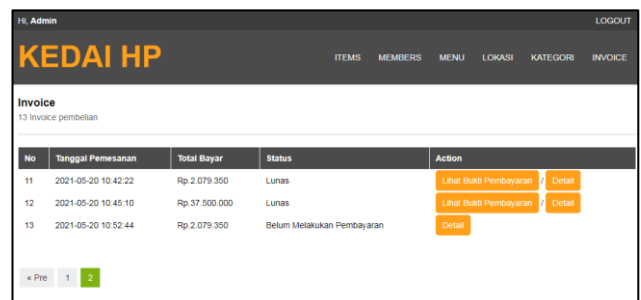 Hi, Admin LOGOUT
KEDAI HP ITEMS MEMBERS MENU LOKASI KATEGORI INVOICE
Invoice
13 Invoice pembelian
No Tanggal Pemesanan Total Bayar Status Action
11 2021-05-20 10:42:22 Rp.2.079.350 Lunas Lihat Bukti Pembayaran / Detail
12 2021-05-20 10:45:10 Rp.37.500.000 Lunas Lihat Bukti Pembayaran / Detail
13 2021-05-20 10:52:44 Rp.2.079.350 Belum Melakukan Pembayaran Detail
« Pre 1 2